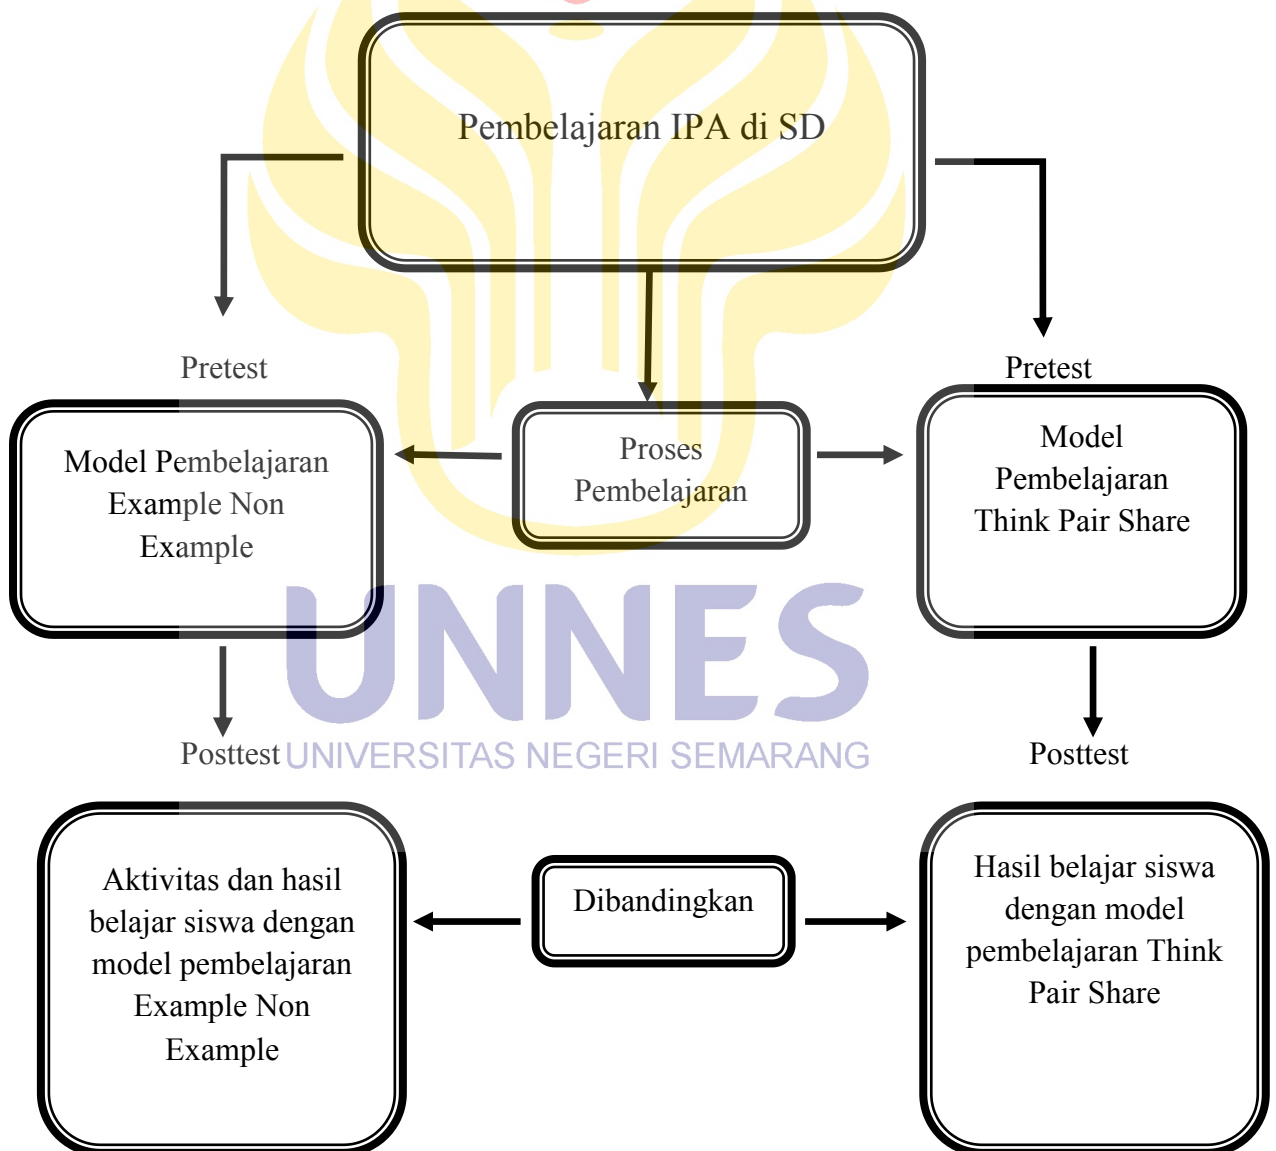 Pembelajaran IPA di SD
Pretest
Pretest
Model Pembelajaran
Example Non
Example
Proses
Pembelajaran
Model
Pembelajaran
Think Pair Share
UNNES
UNIVERSITAS NEGERI SEMARANG
Posttest
Posttest
Aktivitas dan hasil
belajar siswa dengan
model pembelajaran
Example Non
Example
Dibandingkan
Hasil belajar siswa
dengan model
pembelajaran Think
Pair Share